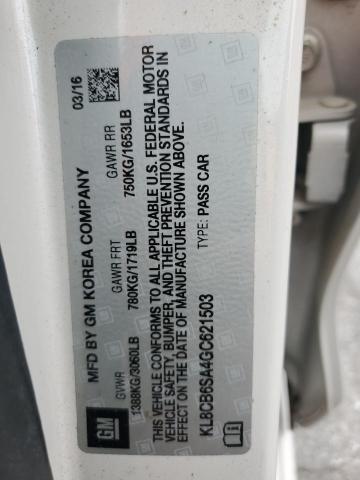 MFD BY GM KOREA COMPANY 03/16
GVWR GAWR FRT GAWR RR
1388KG/3060LB 780KG/1719LB 750KG/1653LB
THIS VEHICLE CONFORMS TO ALL APPLICABLE U.S. FEDERAL MOTOR
VEHICLE SAFETY, BUMPER, AND THEFT PREVENTION STANDARDS IN
EFFECT ON THE DATE OF MANUFACTURE SHOWN ABOVE.
KL8CB6SA4GC621503 TYPE: PASS CAR
GM